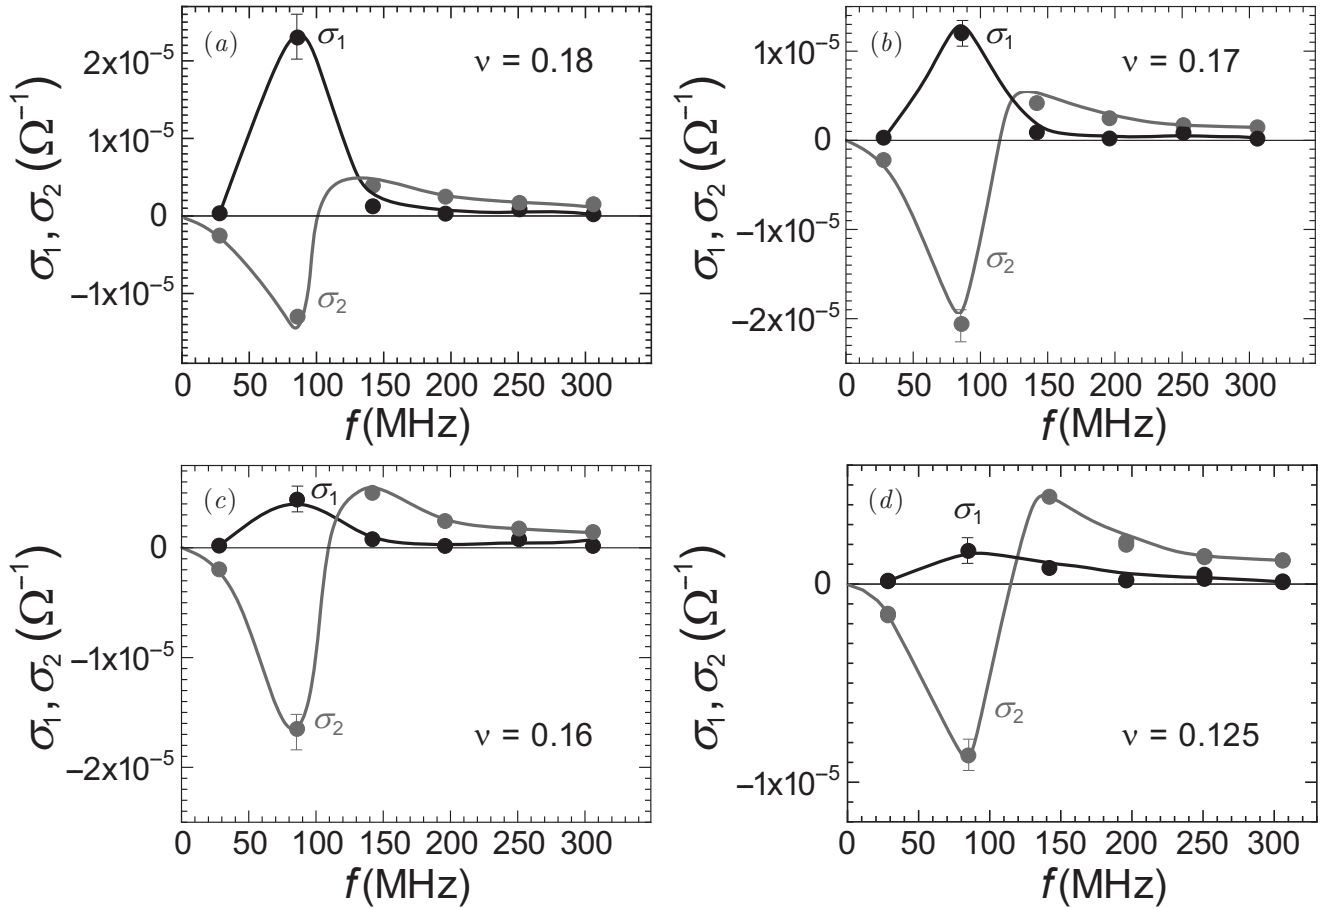 (a)
σ₁
ν = 0.18
2x10⁻⁵
1x10⁻⁵
0
−1x10⁻⁵
σ₂
σ₁, σ₂ (Ω⁻¹)
0 50 100 150 200 250 300
f(MHz)
(b)
σ₁
ν = 0.17
1x10⁻⁵
0
−1x10⁻⁵
−2x10⁻⁵
σ₂
σ₁, σ₂ (Ω⁻¹)
0 50 100 150 200 250 300
f(MHz)
(c)
σ₁
0
−1x10⁻⁵
−2x10⁻⁵
σ₂
ν = 0.16
σ₁, σ₂ (Ω⁻¹)
0 50 100 150 200 250 300
f(MHz)
(d)
σ₁
0
−1x10⁻⁵
σ₂
ν = 0.125
σ₁, σ₂ (Ω⁻¹)
0 50 100 150 200 250 300
f(MHz)